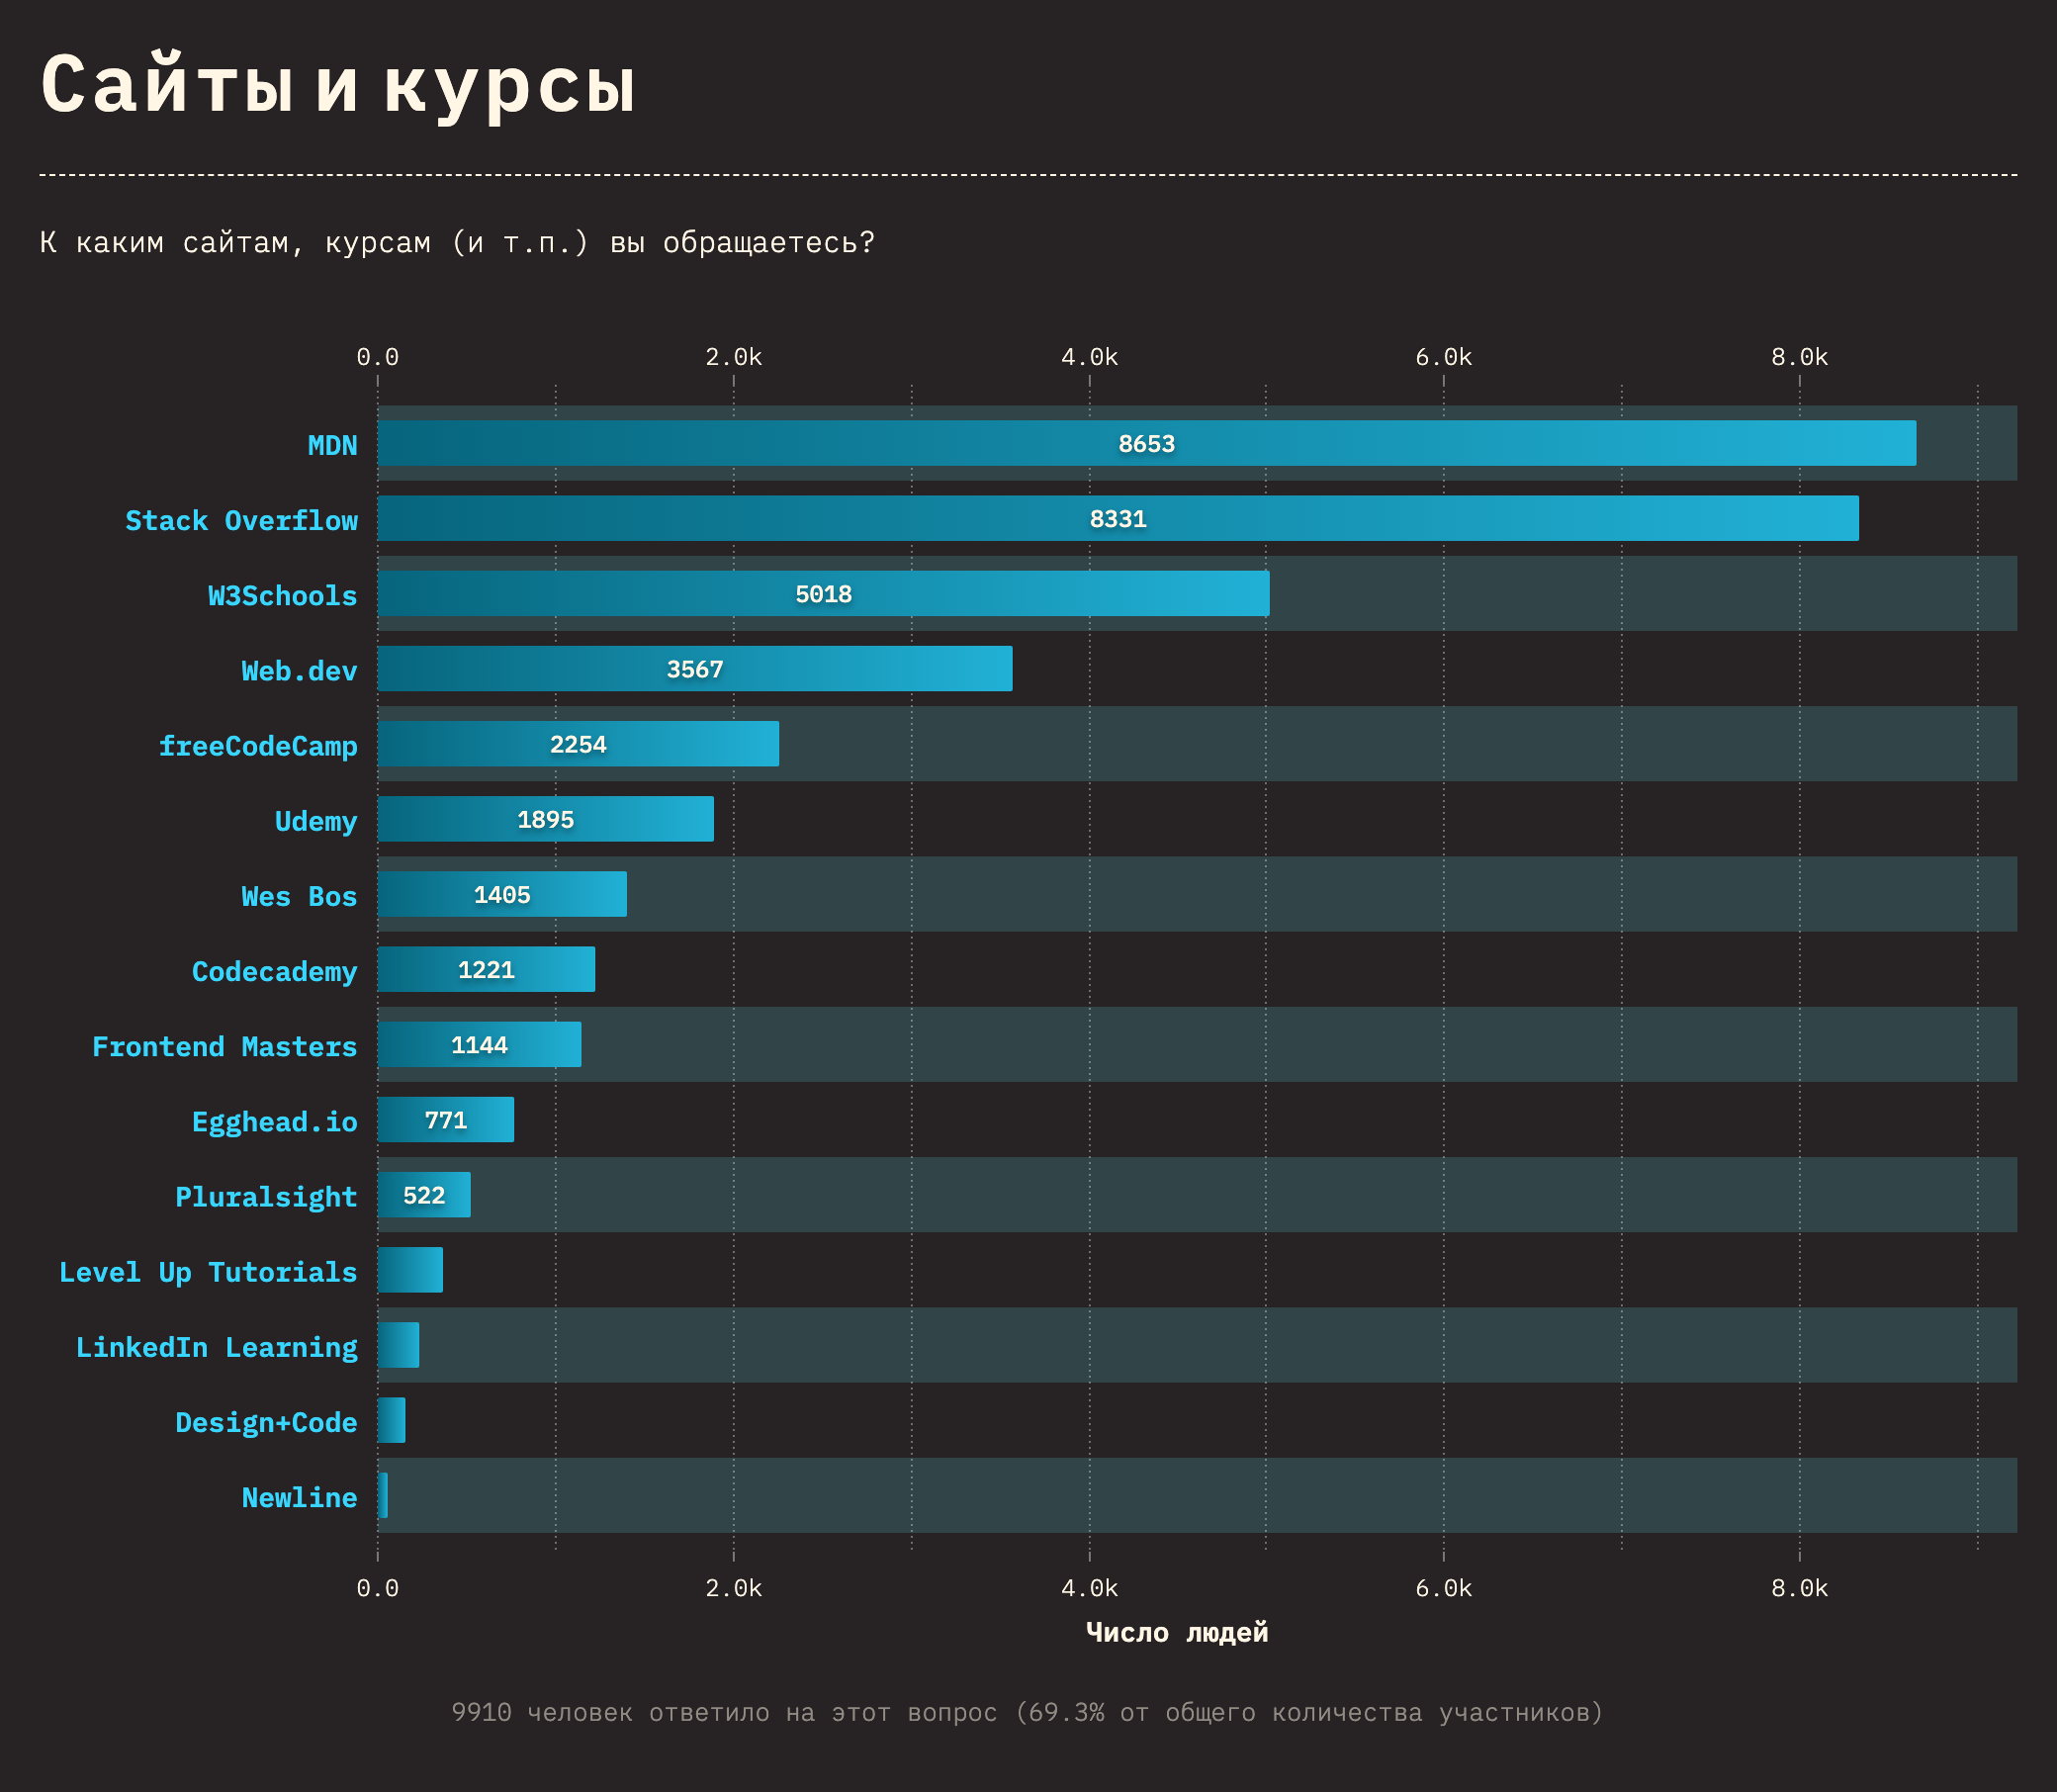 Сайты и курсы
К каким сайтам, курсам (и т.п.) вы обращаетесь?
0.0 2.0k 4.0k 6.0k 8.0k
MDN 8653
Stack Overflow 8331
W3Schools 5018
Web.dev 3567
freeCodeCamp 2254
Udemy 1895
Wes Bos 1405
Codecademy 1221
Frontend Masters 1144
Egghead.io 771
Pluralsight 522
Level Up Tutorials
LinkedIn Learning
Design+Code
Newline
0.0 2.0k 4.0k 6.0k 8.0k
Число людей
9910 человек ответило на этот вопрос (69.3% от общего количества участников)